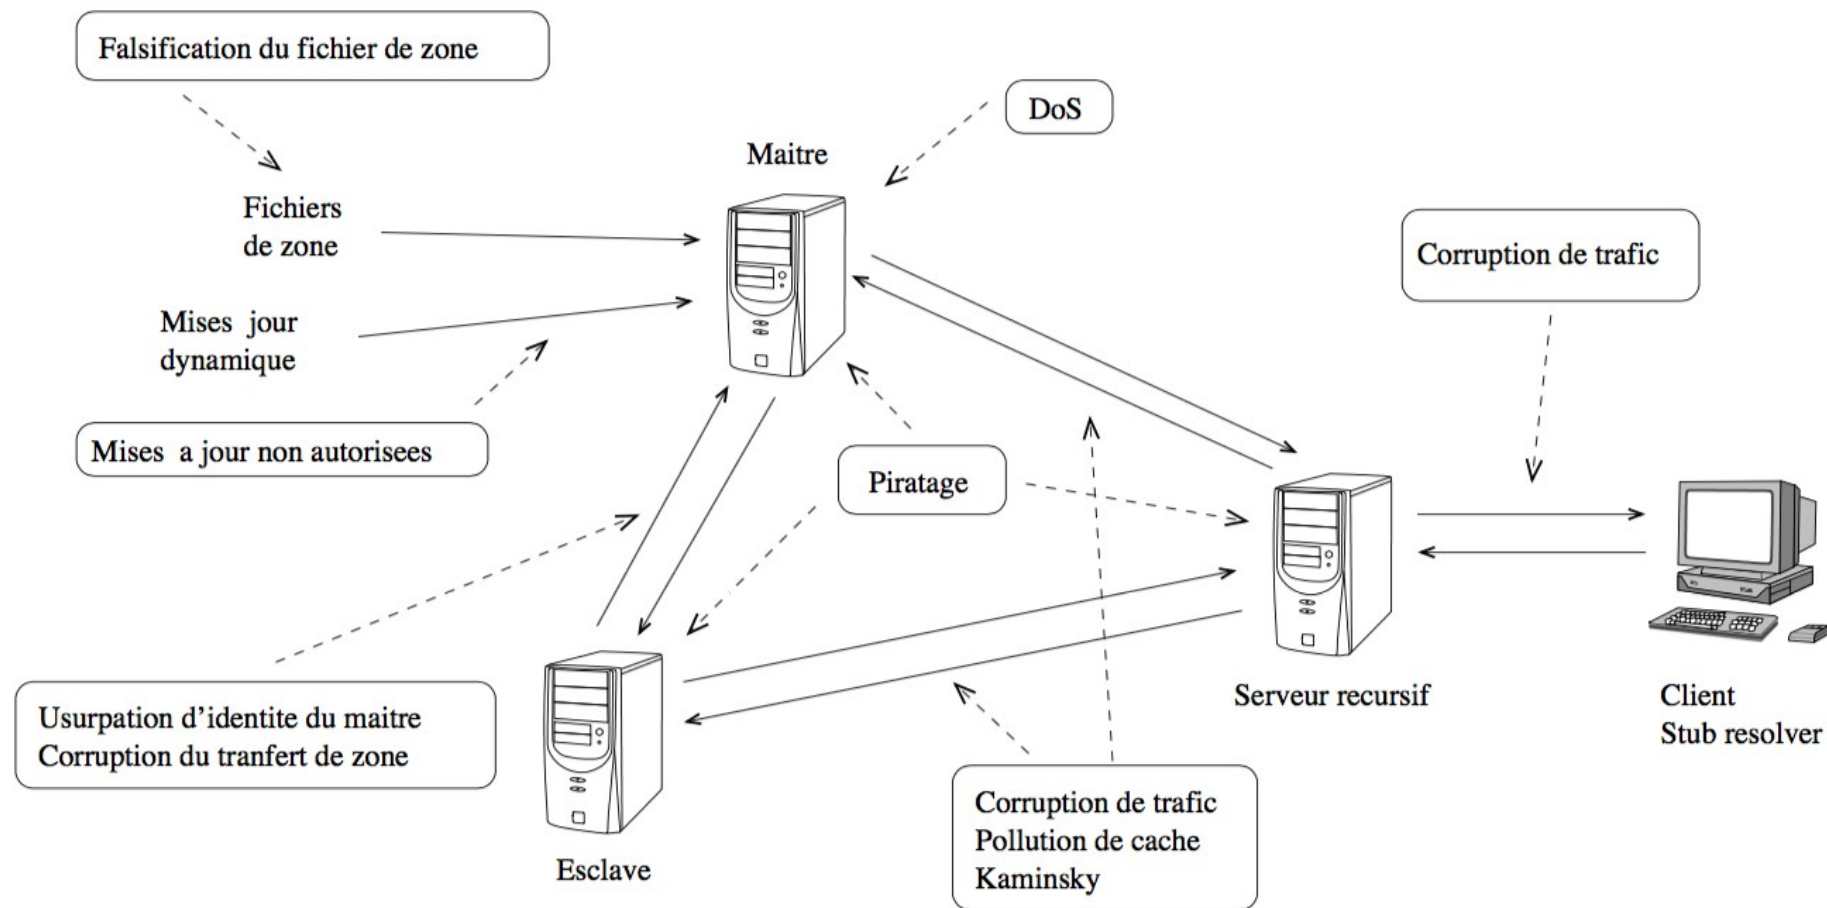 Falsification du fichier de zone
DoS
Maitre
Fichiers
de zone
Corruption de trafic
Mises  jour
dynamique
Mises  a jour non autorisees
Piratage
Usurpation d'identite du maitre
Corruption du tranfert de zone
Serveur recursif
Client
Stub resolver
Corruption de trafic
Pollution de cache
Kaminsky
Esclave